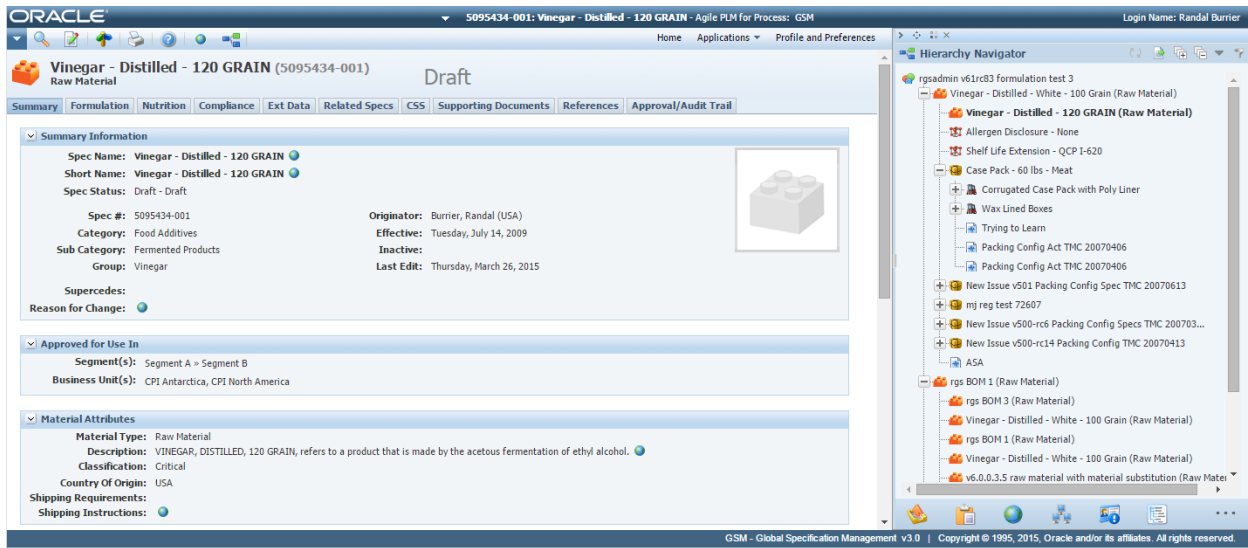 ORACLE
5095434-001: Vinegar - Distilled - 120 GRAIN - Agile PLM for Process: GSM
Login Name: Randal Burrier
Home Applications Profile and Preferences
Vinegar - Distilled - 120 GRAIN (5095434-001)
Raw Material
Draft
Summary Formulation Nutrition Compliance Ext Data Related Specs CSS Supporting Documents References Approval/Audit Trail
Summary Information
Spec Name: Vinegar - Distilled - 120 GRAIN
Short Name: Vinegar - Distilled - 120 GRAIN
Spec Status: Draft - Draft
Spec #: 5095434-001 Originator: Burrier, Randal (USA)
Category: Food Additives Effective: Tuesday, July 14, 2009
Sub Category: Fermented Products Inactive:
Group: Vinegar Last Edit: Thursday, March 26, 2015
Supercedes:
Reason for Change:
Approved for Use In
Segment(s): Segment A » Segment B
Business Unit(s): CPI Antarctica, CPI North America
Material Attributes
Material Type: Raw Material
Description: VINEGAR, DISTILLED, 120 GRAIN, refers to a product that is made by the acetous fermentation of ethyl alcohol.
Classification: Critical
Country Of Origin: USA
Shipping Requirements:
Shipping Instructions:
Hierarchy Navigator
rgsadmin v61rc83 formulation test 3
Vinegar - Distilled - White - 100 Grain (Raw Material)
Vinegar - Distilled - 120 GRAIN (Raw Material)
Allergen Disclosure - None
Shelf Life Extension - QCP I-620
Case Pack - 60 lbs - Meat
Corrugated Case Pack with Poly Liner
Wax Lined Boxes
Trying to Learn
Packing Config Act TMC 20070406
Packing Config Act TMC 20070406
New Issue v501 Packing Config Spec TMC 20070613
mj reg test 72607
New Issue v500-rc6 Packing Config Specs TMC 200703...
New Issue v500-rc14 Packing Config TMC 20070413
ASA
rgs BOM 1 (Raw Material)
rgs BOM 3 (Raw Material)
Vinegar - Distilled - White - 100 Grain (Raw Material)
rgs BOM 1 (Raw Material)
Vinegar - Distilled - White - 100 Grain (Raw Material)
v6.0.0.3.5 raw material with material substitution (Raw Mater
GSM - Global Specification Management v3.0 | Copyright © 1995, 2015, Oracle and/or its affiliates. All rights reserved.